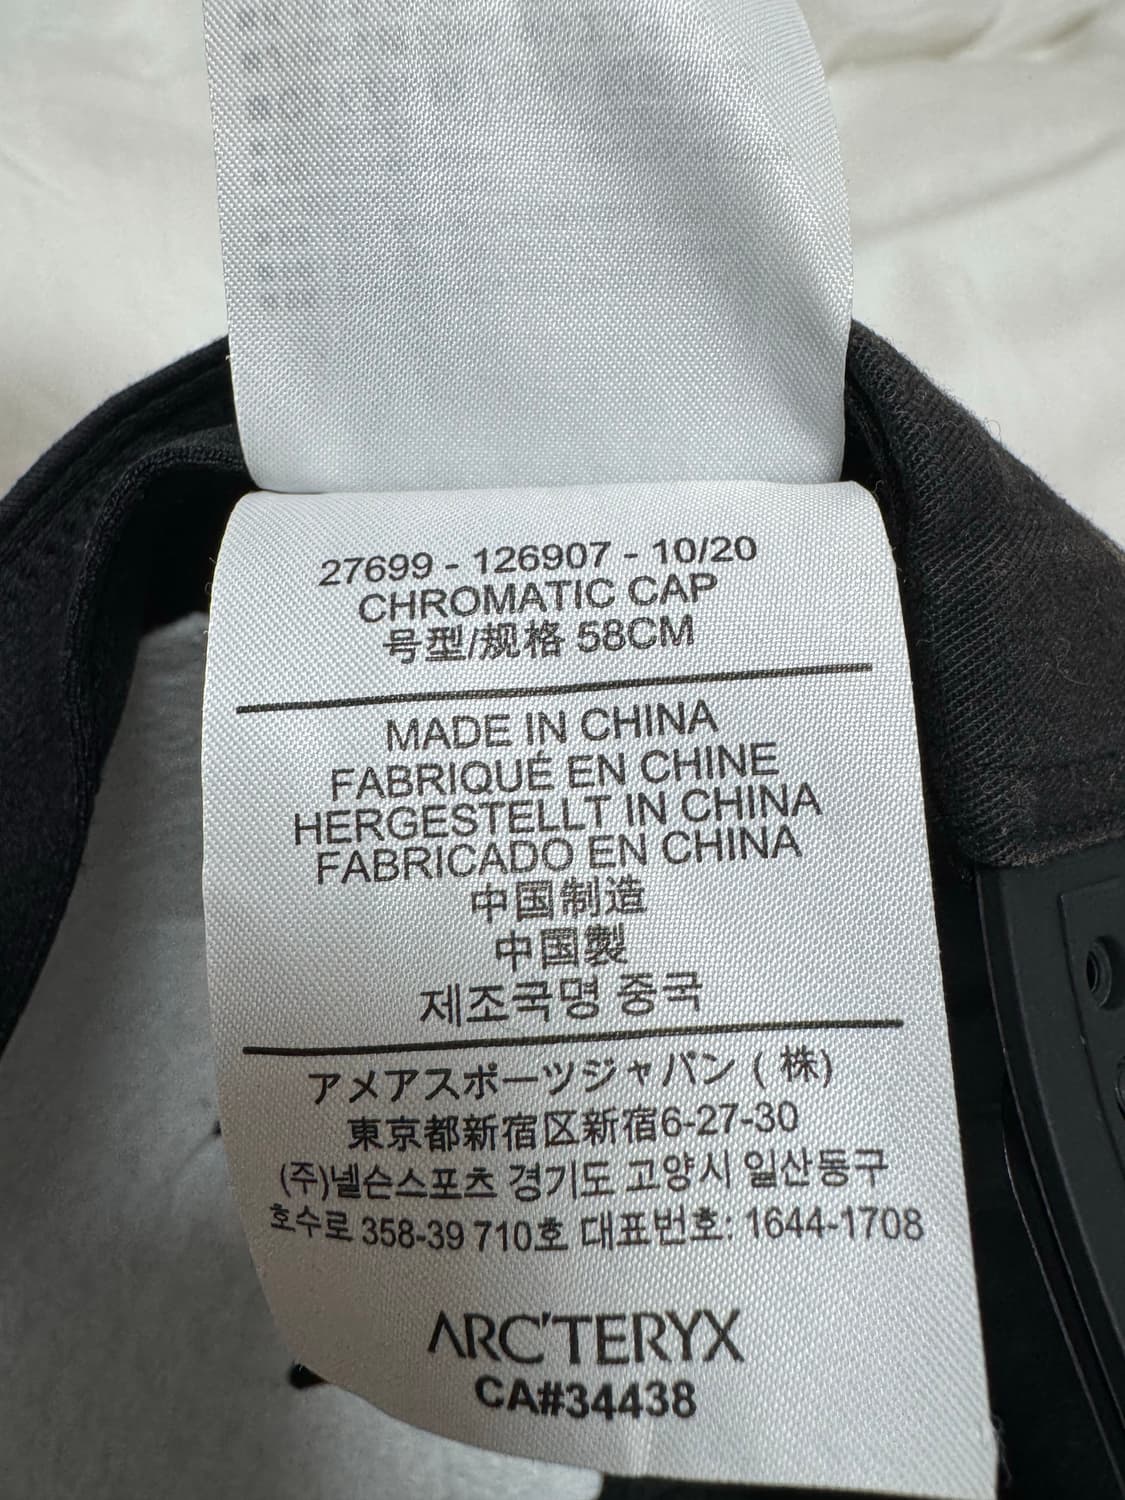 27699 - 126907 - 10/20
CHROMATIC CAP
号型/规格 58CM
MADE IN CHINA
FABRIQUÉ EN CHINE
HERGESTELLT IN CHINA
FABRICADO EN CHINA
中国制造
中国製
제조국명 중국
アメアスポーツジャパン ( 株)
東京都新宿区新宿6-27-30
(주)넬슨스포츠 경기도 고양시 일산동구
호수로 358-39 710호 대표번호: 1644-1708
ARC'TERYX
CA#34438